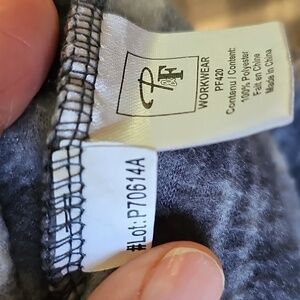 P&F
WORKWEAR
PF420
Contenu / Content:
100% Polyester
Fait en Chine
Made in China
#Lot: P70614A